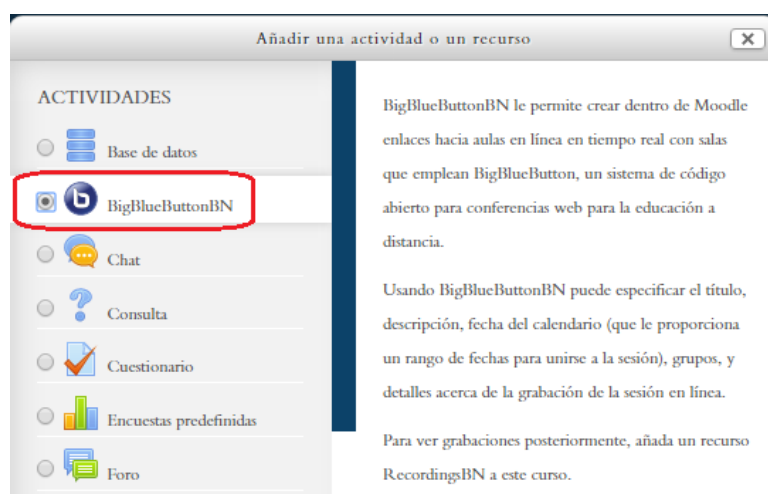 Añadir una actividad o un recurso
ACTIVIDADES
Base de datos
BigBlueButtonBN
Chat
Consulta
Cuestionario
Encuestas predefinidas
Foro
BigBlueButtonBN le permite crear dentro de Moodle
enlaces hacia aulas en línea en tiempo real con salas
que emplean BigBlueButton, un sistema de código
abierto para conferencias web para la educación a
distancia.
Usando BigBlueButtonBN puede especificar el título,
descripción, fecha del calendario (que le proporciona
un rango de fechas para unirse a la sesión), grupos, y
detalles acerca de la grabación de la sesión en línea.
Para ver grabaciones posteriormente, añada un recurso
RecordingsBN a este curso.